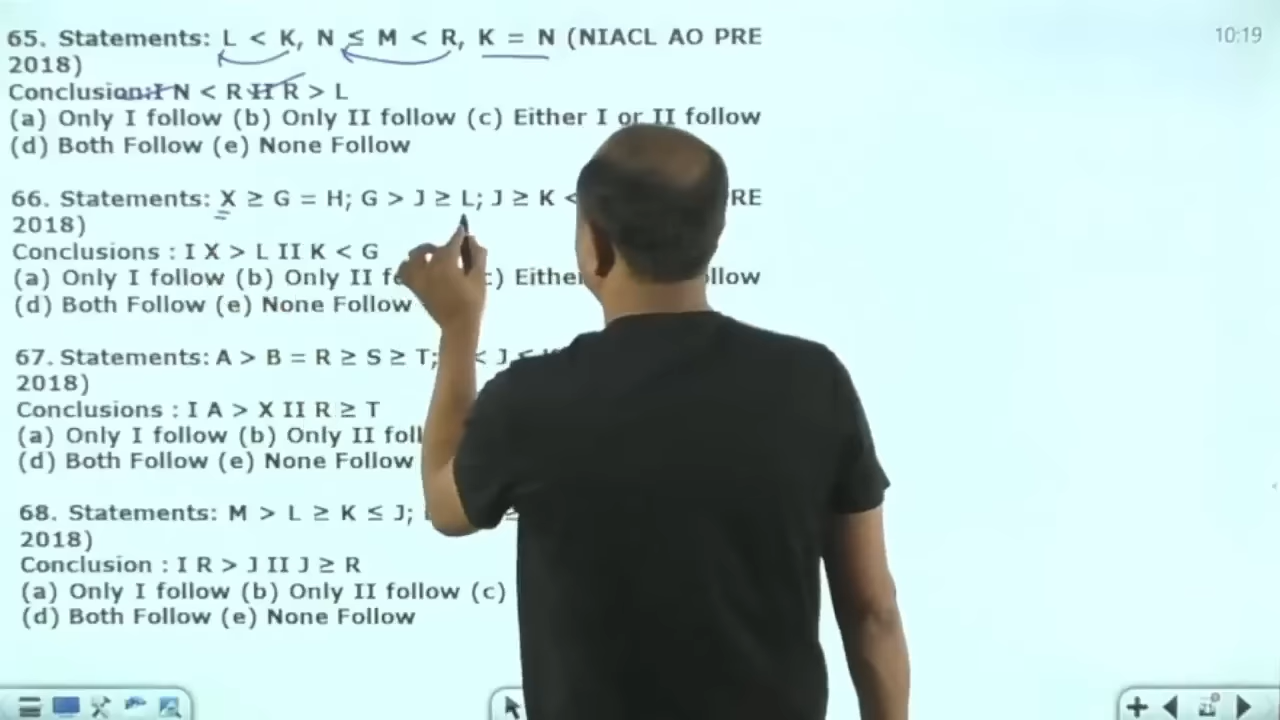 10:19
65. Statements: L < K, N ≤ M < R, K = N (NIACL AO PRE
2018)
Conclusion: I N < R II R > L
(a) Only I follow (b) Only II follow (c) Either I or II follow
(d) Both Follow (e) None Follow
66. Statements: X ≥ G = H; G > J ≥ L; J ≥ K < RE
2018)
Conclusions : I X > L II K < G
(a) Only I follow (b) Only II
(d) Both Follow (e) None Follow
67. Statements: A > B = R ≥ S ≥ T; < J ≤
2018)
Conclusions : I A > X II R ≥ T
(a) Only I follow (b) Only II
(d) Both Follow (e) None Follow
68. Statements: M > L ≥ K ≤ J;
2018)
Conclusion : I R > J II J ≥ R
(a) Only I follow (b) Only II follow (c)
(d) Both Follow (e) None Follow